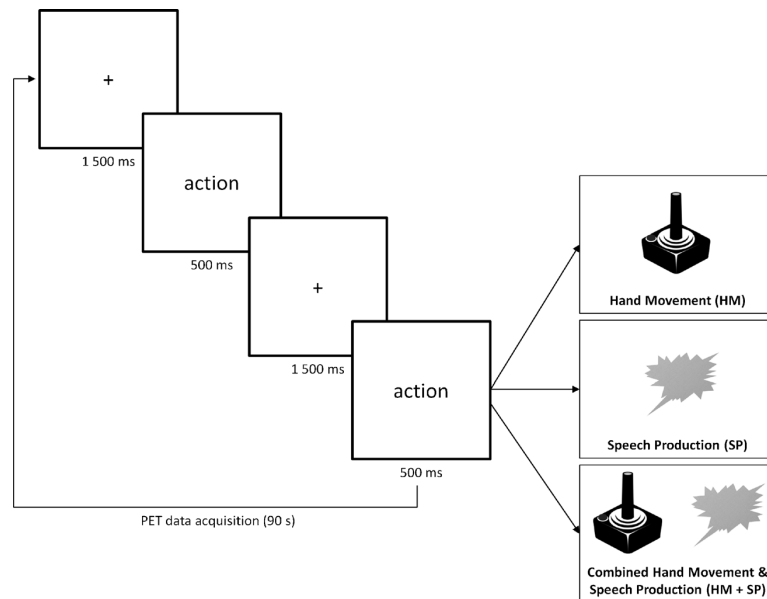 +
1 500 ms
action
500 ms
+
1 500 ms
action
500 ms
PET data acquisition (90 s)
Hand Movement (HM)
Speech Production (SP)
Combined Hand Movement &
Speech Production (HM + SP)